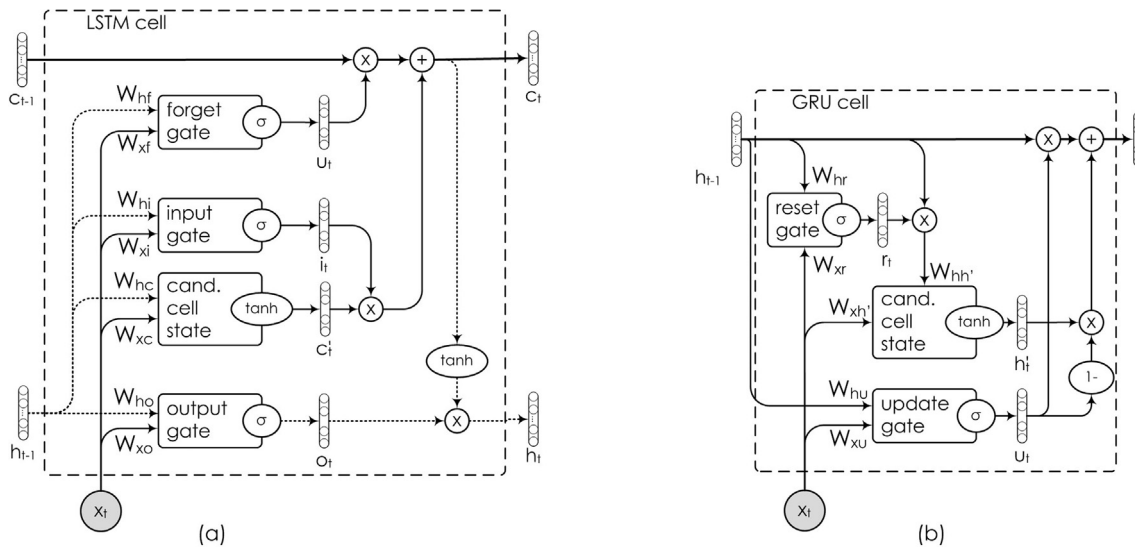 LSTM cell
ct-1
x
+
ct
Whf
forget
gate
σ
Wxf
ut
Whi
input
gate
σ
Wxi
it
Whc
cand.
cell
state
tanh
x
Wxc
c't
tanh
Who
output
gate
σ
x
Wxo
ht-1
ot
ht
xt
(a)
GRU cell
x
+
ht-1
Whr
reset
gate
σ
x
rt
Wxr
Whh'
Wxh'
cand.
cell
state
tanh
x
h't
1-
Whu
update
gate
σ
Wxu
ut
xt
(b)